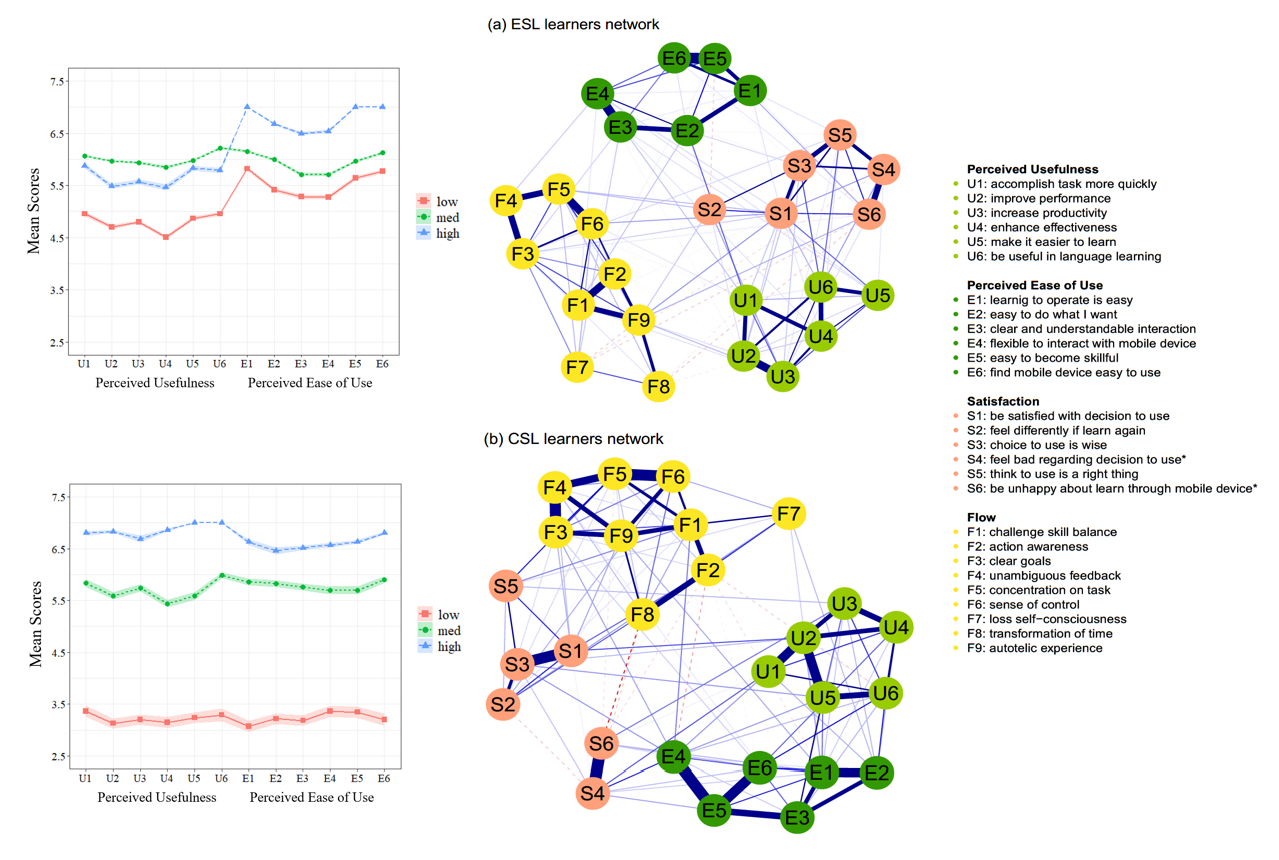 (a) ESL learners network
7.5
6.5
5.5
4.5
3.5
2.5
Mean Scores
U1 U2 U3 U4 U5 U6 E1 E2 E3 E4 E5 E6
Perceived Usefulness Perceived Ease of Use
low
med
high
E6 E5
E4 E1
E3 E2
S5
S3 S4
S2 S1 S6
F5
F4 F6
F3
F2
F1 F9
F7 F8
U6 U5
U1
U4
U2
U3
(b) CSL learners network
7.5
6.5
5.5
4.5
3.5
2.5
Mean Scores
U1 U2 U3 U4 U5 U6 E1 E2 E3 E4 E5 E6
Perceived Usefulness Perceived Ease of Use
low
med
high
F5 F6
F4
F7
F3 F9 F1
F2
S5
F8
U3
U4
U2
S1
S3
U1
S2
U5 U6
S6
E4
E6 E1 E2
S4
E5 E3
Perceived Usefulness
U1: accomplish task more quickly
U2: improve performance
U3: increase productivity
U4: enhance effectiveness
U5: make it easier to learn
U6: be useful in language learning
Perceived Ease of Use
E1: learnig to operate is easy
E2: easy to do what I want
E3: clear and understandable interaction
E4: flexible to interact with mobile device
E5: easy to become skillful
E6: find mobile device easy to use
Satisfaction
S1: be satisfied with decision to use
S2: feel differently if learn again
S3: choice to use is wise
S4: feel bad regarding decision to use*
S5: think to use is a right thing
S6: be unhappy about learn through mobile device*
Flow
F1: challenge skill balance
F2: action awareness
F3: clear goals
F4: unambiguous feedback
F5: concentration on task
F6: sense of control
F7: loss self−consciousness
F8: transformation of time
F9: autotelic experience